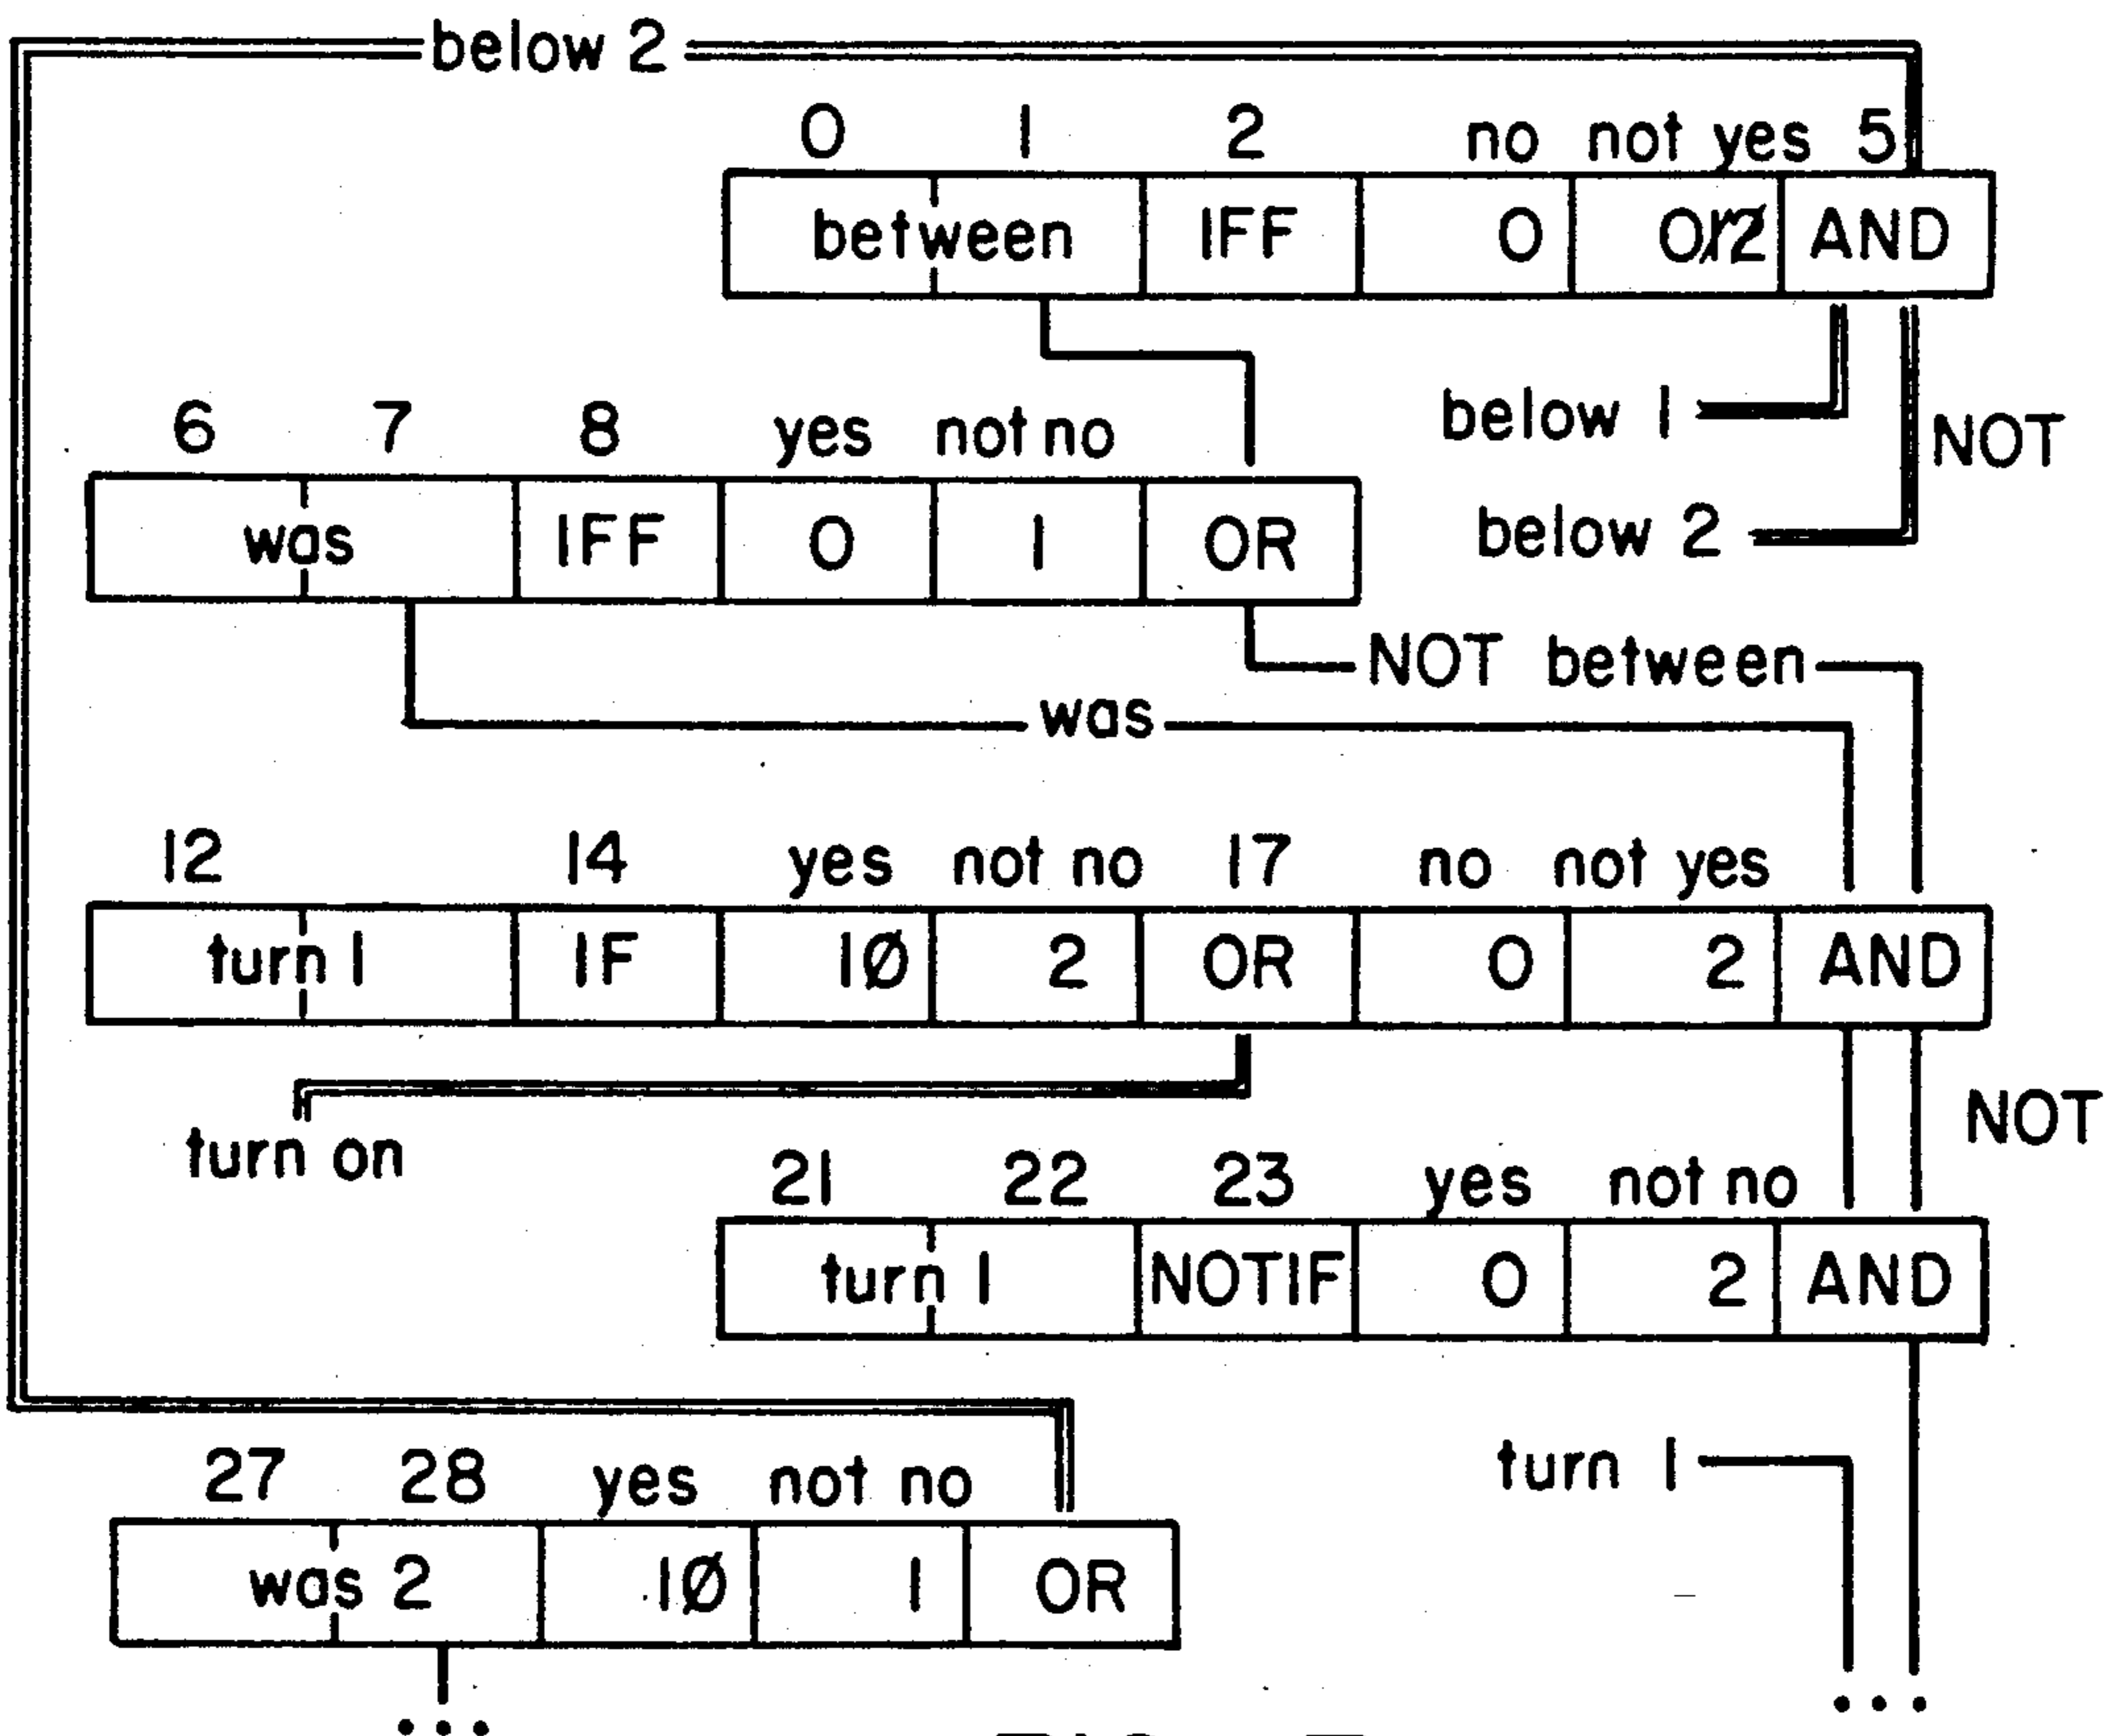 below 2
0 1 2 no not yes 5
between IFF 0 AND
below 1
NOT
6 7 8 yes not no
was IFF 0 1 OR
below 2
NOT between
was
12 14 yes not no 17 no not yes
turn 1 IF 1Ø 2 OR 0 2 AND
NOT
turn on
21 22 23 yes not no
turn 1 NOTIF 0 2 AND
turn 1
27 28 yes not no
was 2 1Ø 1 OR
... ...